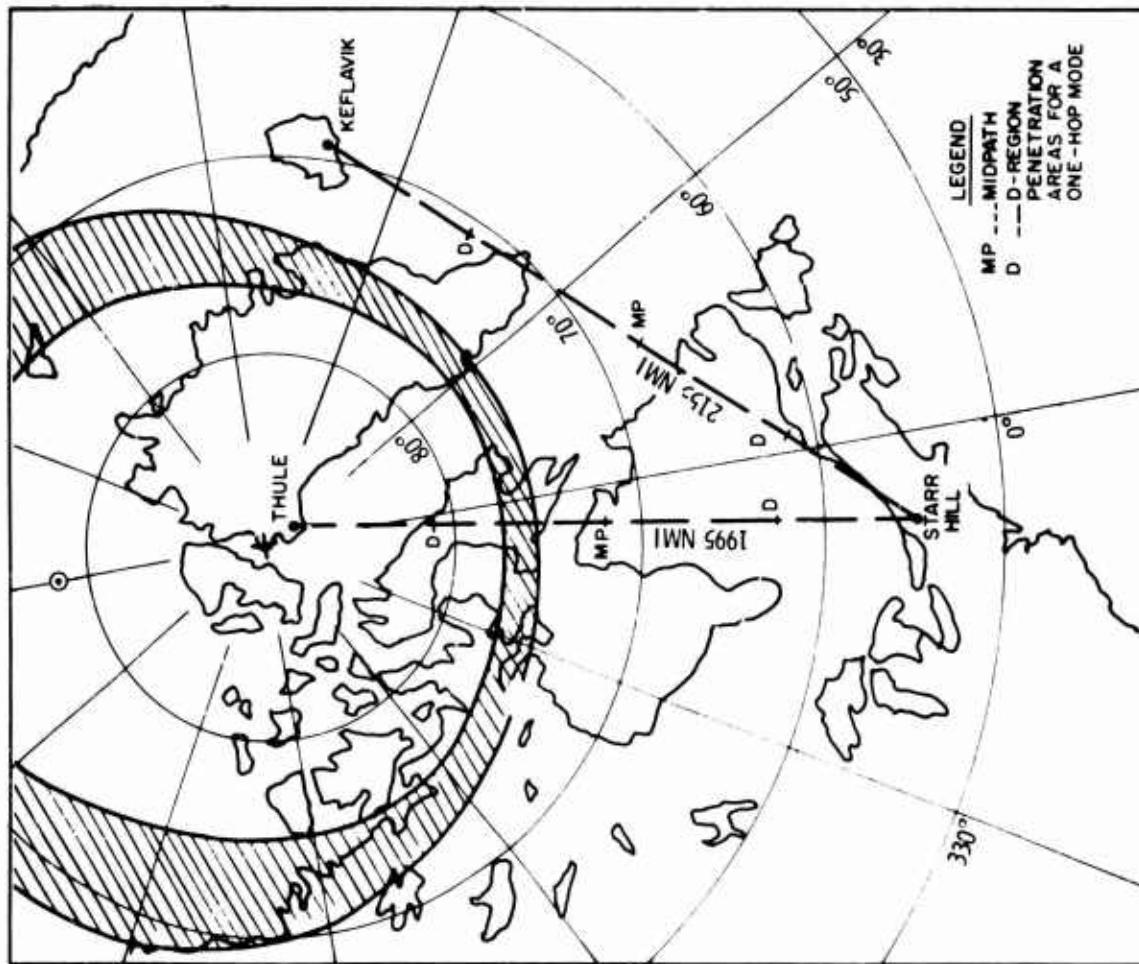 KEFLAVIK
THULE
80°
70°
60°
50°
30°
D
MP
NMI
D
D
MP
1995 NMI
D
STARR
HILL
0°
330°
LEGEND
MP --- MIDPATH
D --- D-REGION
PENETRATION
AREAS FOR A
ONE-HOP MODE